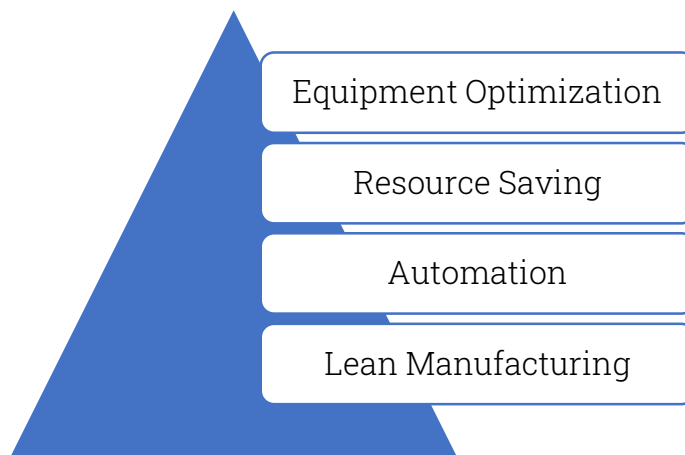 Equipment Optimization
Resource Saving
Automation
Lean Manufacturing